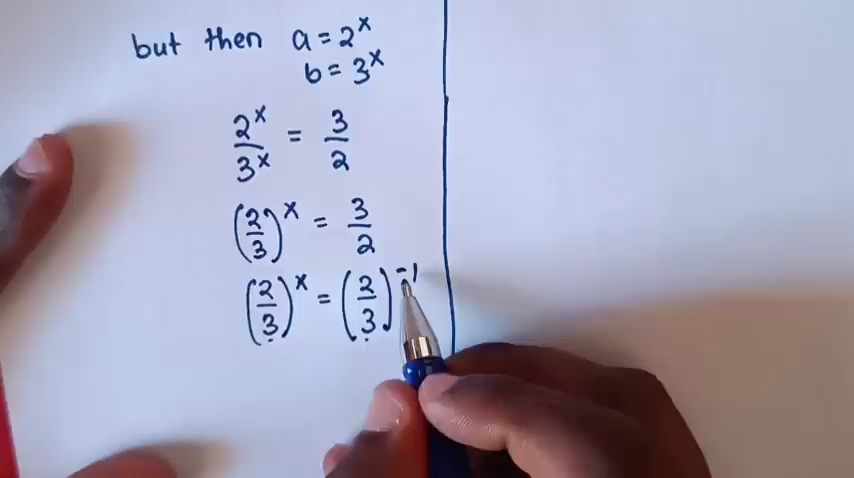 but then a = 2^x
b = 3^x
2^x/3^x = 3/2
(2/3)^x = 3/2
(2/3)^x = (2/3)^-1